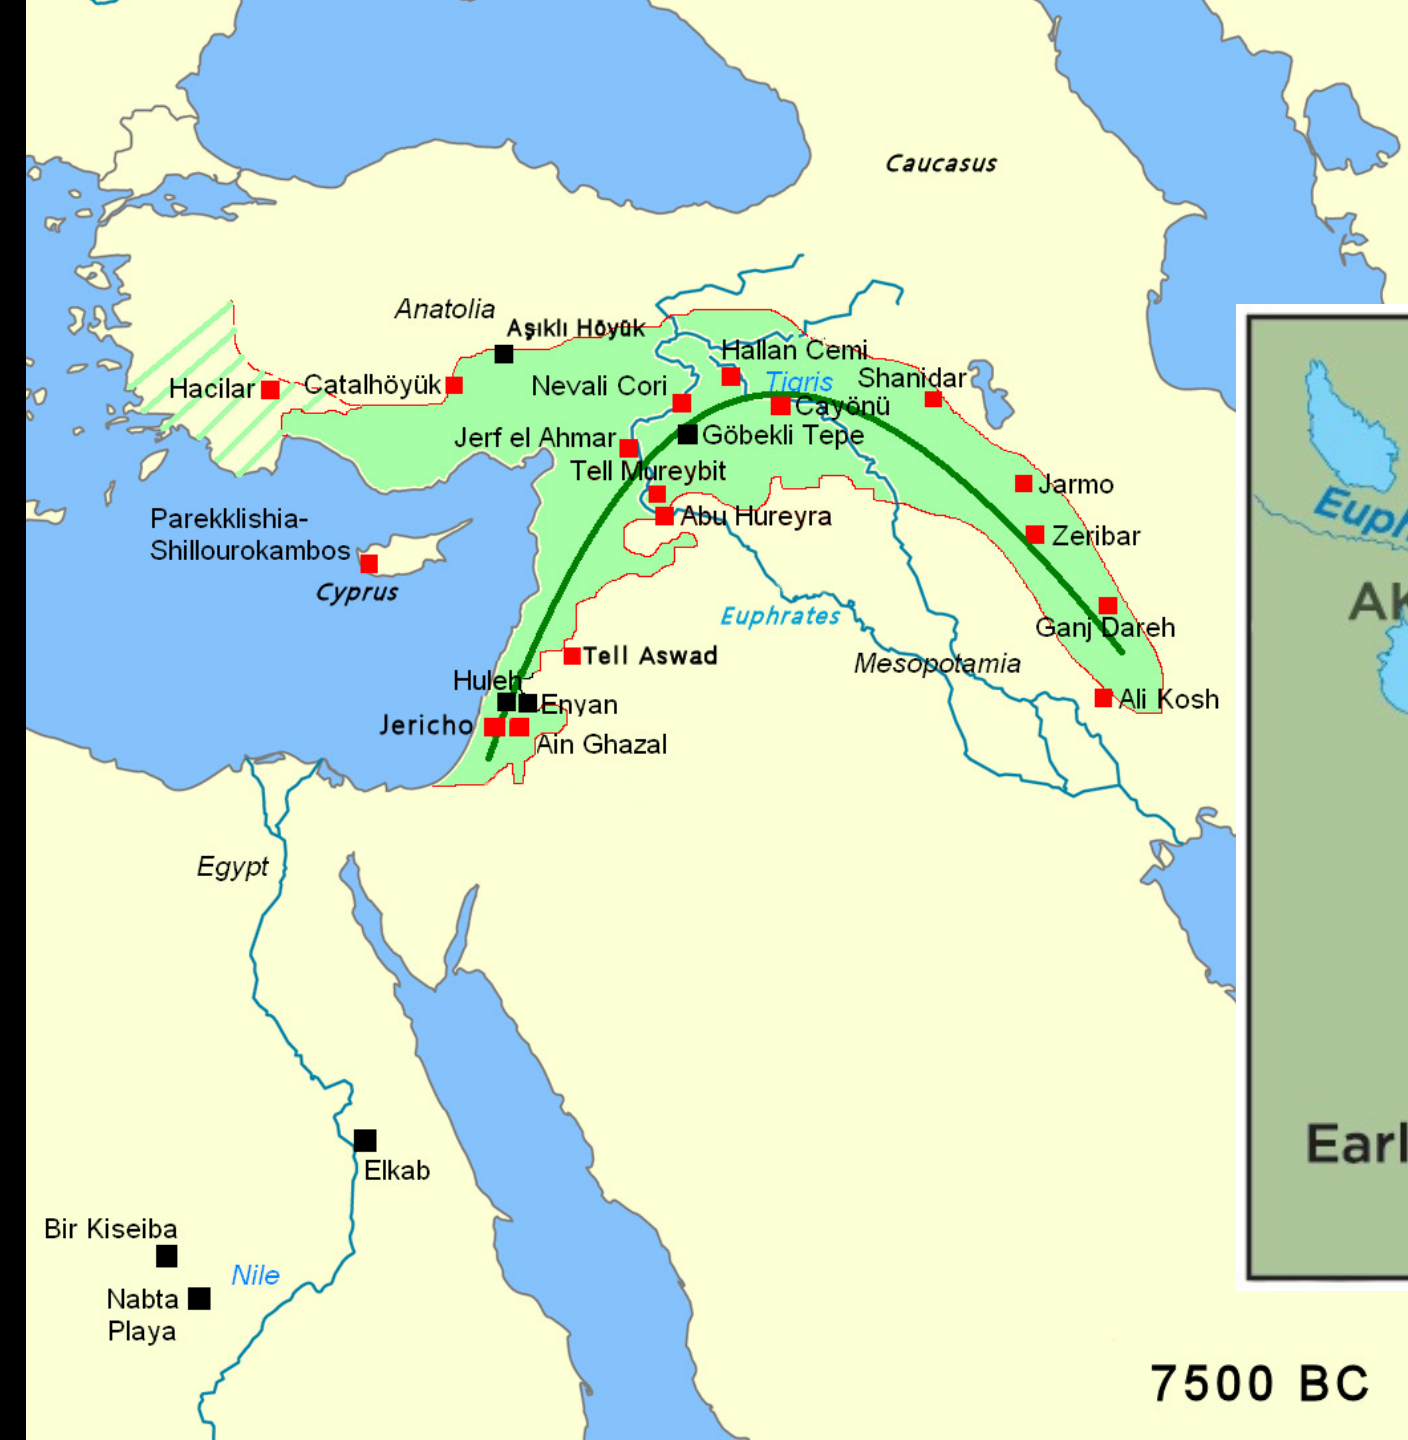 Caucasus
Anatolia
Aşıklı Höyük
Hallan Cemi
Hacilar
Catalhöyük
Nevali Cori
Tigris
Shanidar
Cayönü
Jerf el Ahmar
Göbekli Tepe
Tell Mureybit
Jarmo
Parekklishia-
Shillourokambos
Abu Hureyra
Zeribar
Cyprus
Euphrates
Ganj Dareh
Tell Aswad
Mesopotamia
Huleh
Enyan
Ali Kosh
Jericho
Ain Ghazal
Egypt
Elkab
Bir Kiseiba
Nile
Nabta
Playa
7500 BC